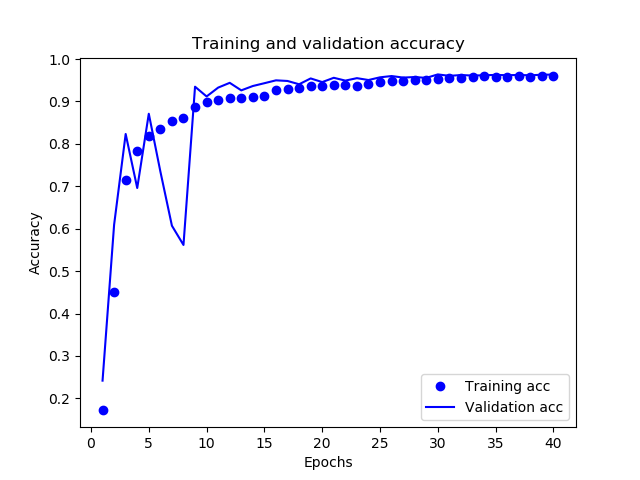 Training and validation accuracy
1.0
0.9
0.8
0.7
0.6
0.5
0.4
0.3
0.2
Accuracy
Training acc
Validation acc
0 5 10 15 20 25 30 35 40
Epochs